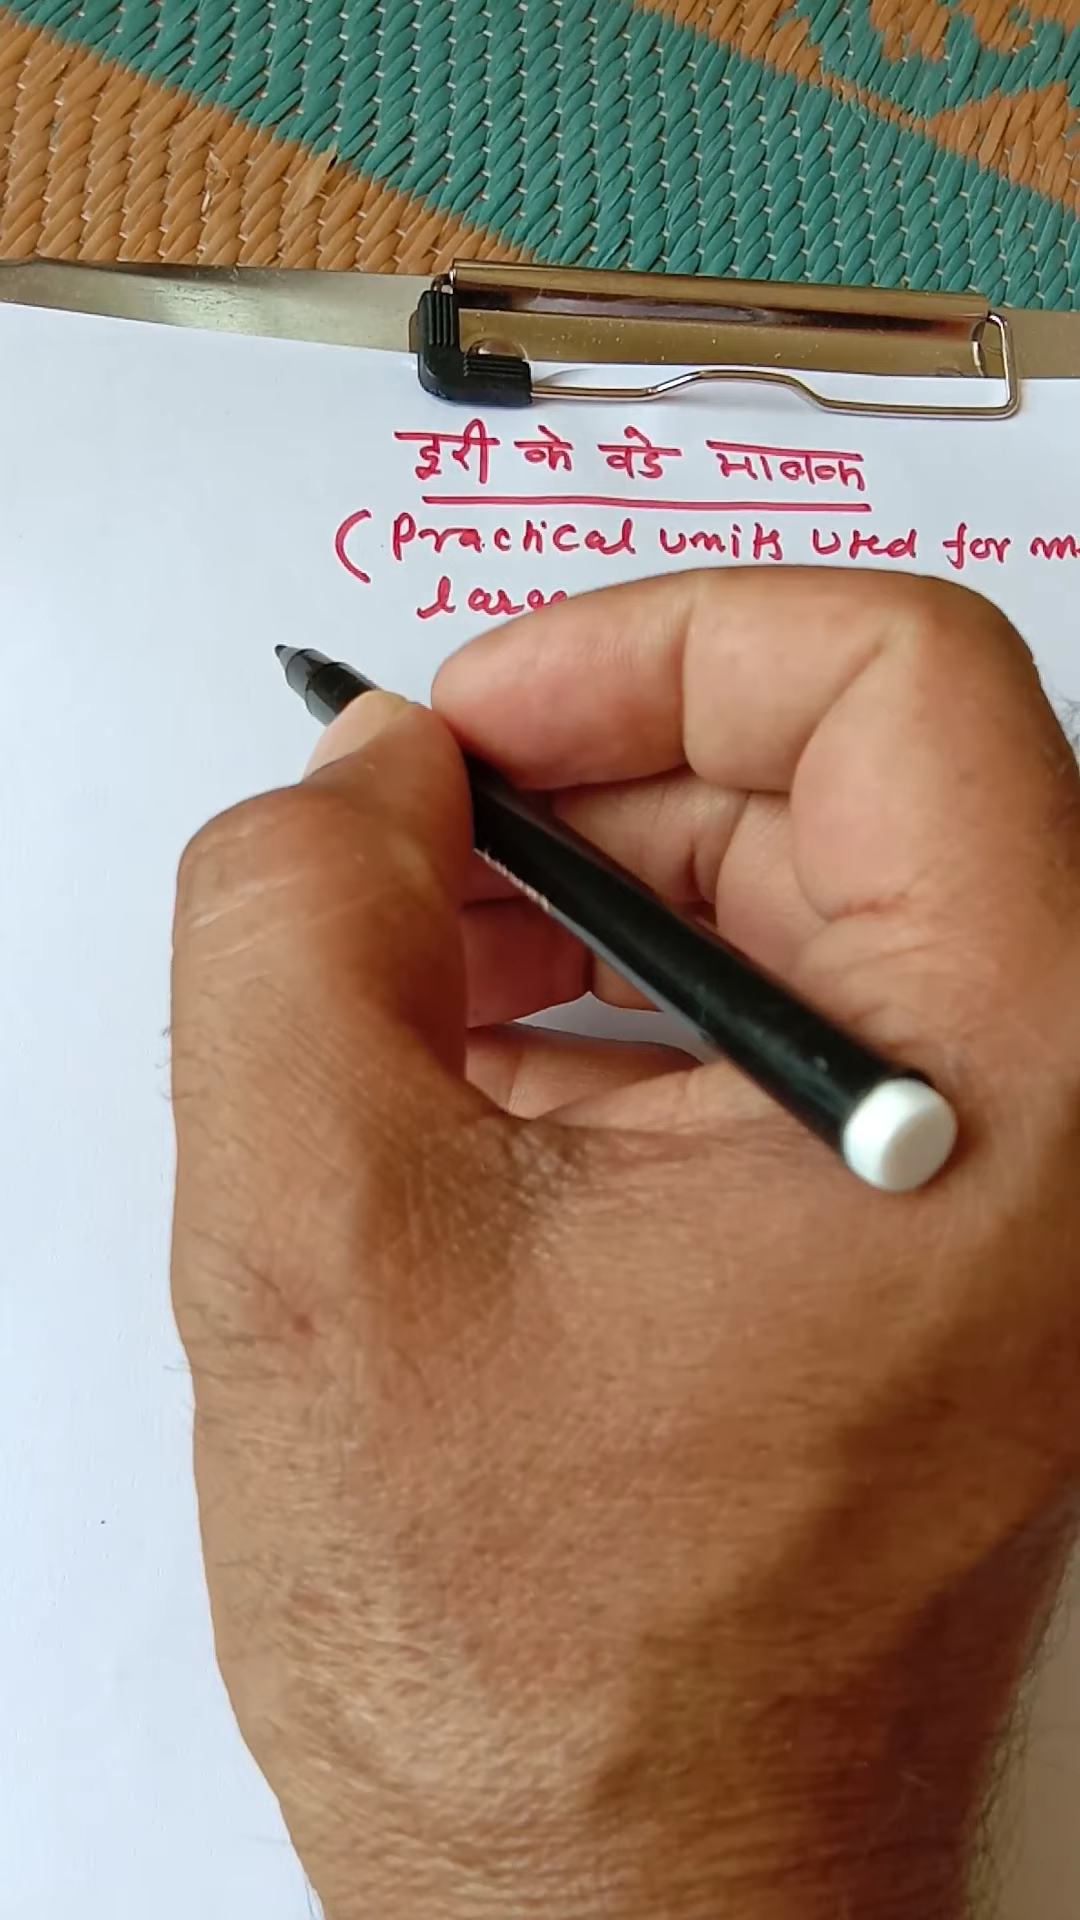 दूरी के बडे मात्रक
(Practical units used for